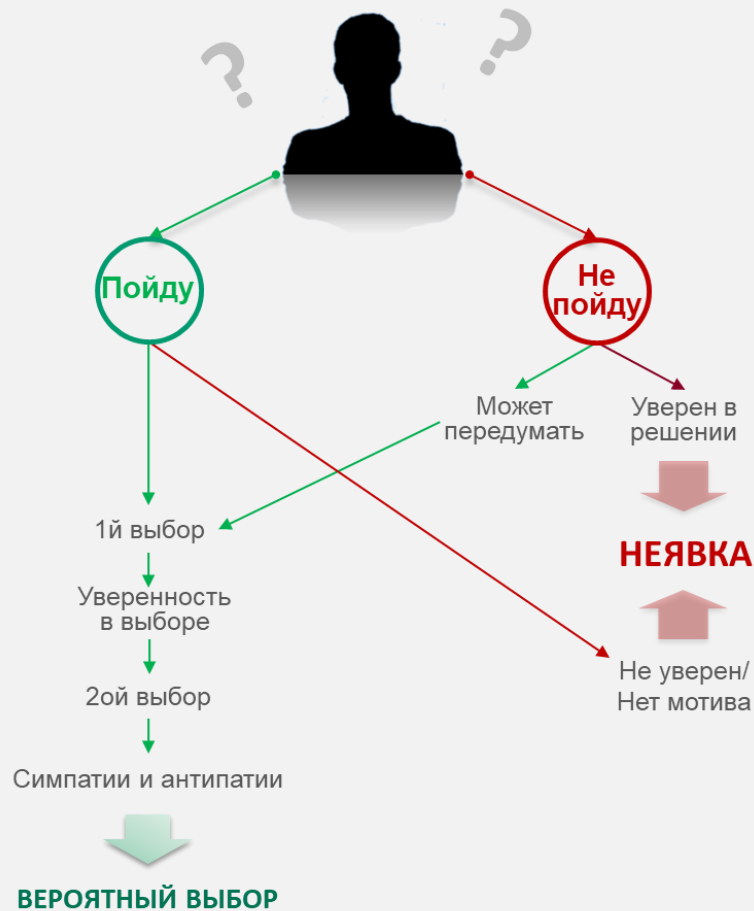 ? ?
Пойду
Не
пойду
Может
передумать
Уверен в
решении
1й выбор
НЕЯВКА
Уверенность
в выборе
Не уверен/
Нет мотива
2ой выбор
Симпатии и антипатии
ВЕРОЯТНЫЙ ВЫБОР